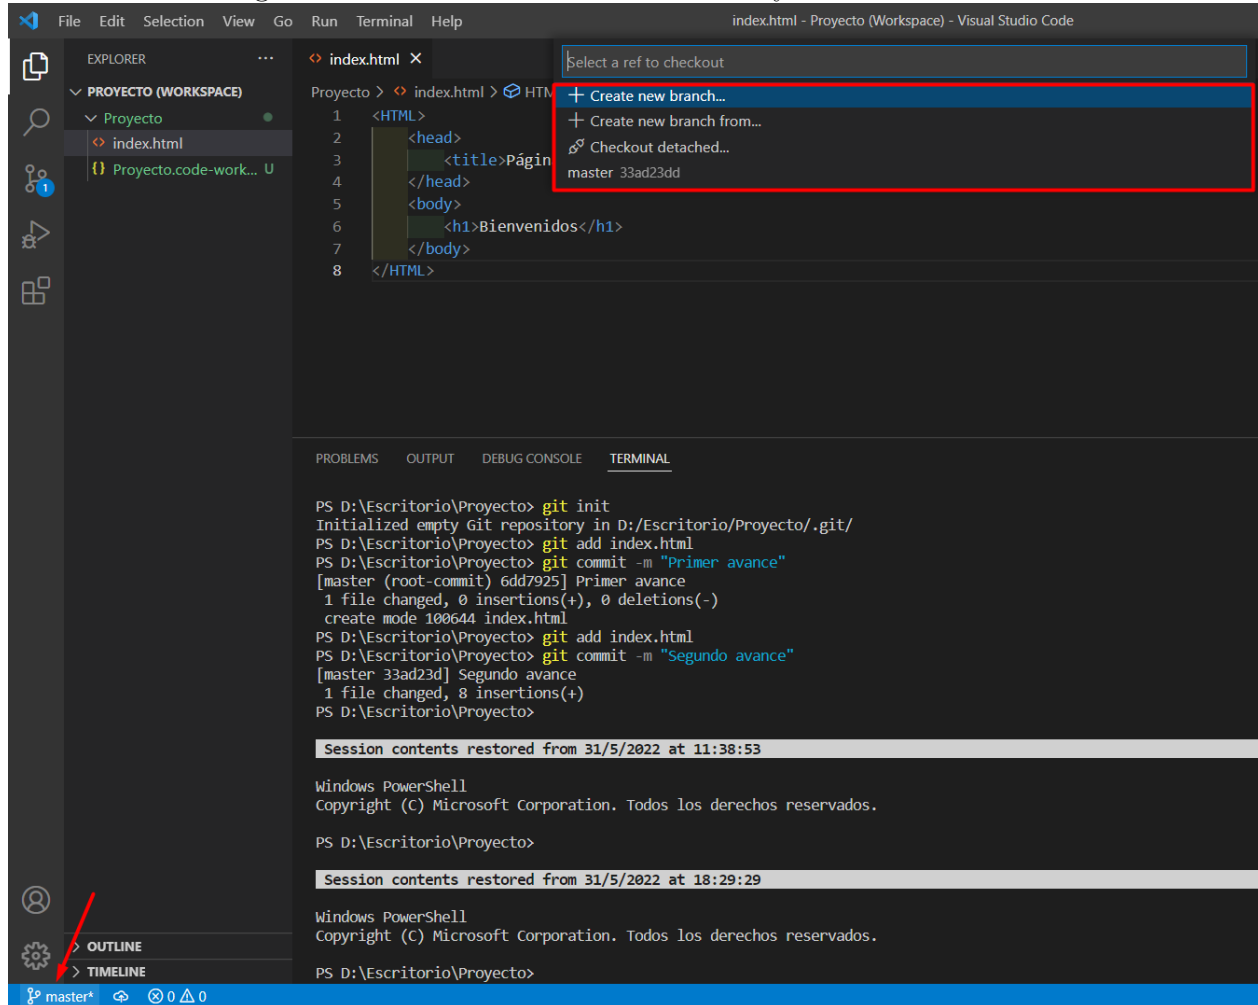 File Edit Selection View Go Run Terminal Help index.html - Proyecto (Workspace) - Visual Studio Code
EXPLORER ...
PROYECTO (WORKSPACE)
Proyecto
index.html
{} Proyecto.code-work... U
1
index.html
Select a ref to checkout
Create new branch...
Create new branch from...
Checkout detached...
master 33ad23dd
Proyecto > index.html > HTM
1 <HTML>
2 <head>
3 <title>Págin
4 </head>
5 <body>
6 <h1>Bienvenidos</h1>
7 </body>
8 </HTML>
PROBLEMS OUTPUT DEBUG CONSOLE TERMINAL
PS D:\Escritorio\Proyecto> git init
Initialized empty Git repository in D:/Escritorio/Proyecto/.git/
PS D:\Escritorio\Proyecto> git add index.html
PS D:\Escritorio\Proyecto> git commit -m "Primer avance"
[master (root-commit) 6dd7925] Primer avance
1 file changed, 0 insertions(+), 0 deletions(-)
create mode 100644 index.html
PS D:\Escritorio\Proyecto> git add index.html
PS D:\Escritorio\Proyecto> git commit -m "Segundo avance"
[master 33ad23d] Segundo avance
1 file changed, 8 insertions(+)
PS D:\Escritorio\Proyecto>
Session contents restored from 31/5/2022 at 11:38:53
Windows PowerShell
Copyright (C) Microsoft Corporation. Todos los derechos reservados.
PS D:\Escritorio\Proyecto>
Session contents restored from 31/5/2022 at 18:29:29
Windows PowerShell
Copyright (C) Microsoft Corporation. Todos los derechos reservados.
PS D:\Escritorio\Proyecto>
OUTLINE
TIMELINE
master* 0 0